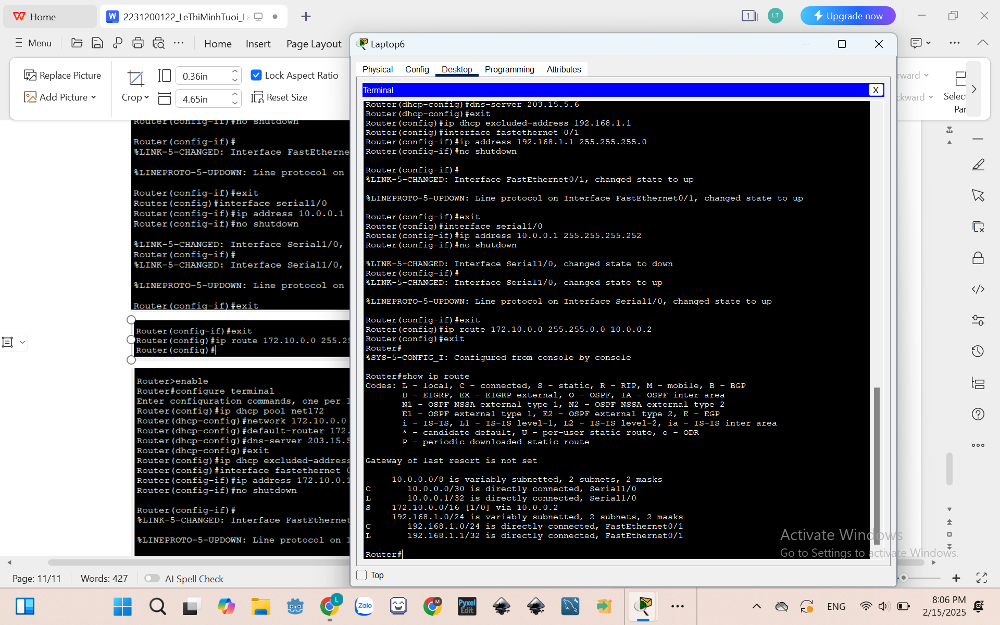 Home
2231200122_LeThiMinhTuoi_La
1
LT
Upgrade now
Menu
Home
Insert
Page Layout
Replace Picture
Add Picture
Crop
0.36in
4.65in
Lock Aspect Ratio
Reset Size
Router(config-if)#no shutdown
Router(config-if)#
%LINK-5-CHANGED: Interface FastEtherne
%LINEPROTO-5-UPDOWN: Line protocol on
Router(config-if)#exit
Router(config)#interface serial1/0
Router(config-if)#ip address 10.0.0.1
Router(config-if)#no shutdown
%LINK-5-CHANGED: Interface Serial1/0,
Router(config-if)#
%LINK-5-CHANGED: Interface Serial1/0,
%LINEPROTO-5-UPDOWN: Line protocol on
Router(config-if)#exit
Router(config-if)#exit
Router(config)#ip route 172.10.0.0 255.25
Router(config)#
Router>enable
Router#configure terminal
Enter configuration commands, one per l
Router(config)#ip dhcp pool net172
Router(dhcp-config)#network 172.10.0.0
Router(dhcp-config)#default-router 172.
Router(dhcp-config)#dns-server 203.15.5
Router(dhcp-config)#exit
Router(config)#ip dhcp excluded-address
Router(config)#interface fastethernet 0
Router(config-if)#ip address 172.10.0.1
Router(config-if)#no shutdown
Router(config-if)#
%LINK-5-CHANGED: Interface FastEthernet
%LINEPROTO-5-UPDOWN: Line protocol on I
Laptop6
Physical
Config
Desktop
Programming
Attributes
Terminal
X
Router(dhcp-config)#dns-server 203.15.5.6
Router(dhcp-config)#exit
Router(config)#ip dhcp excluded-address 192.168.1.1
Router(config)#interface fastethernet 0/1
Router(config-if)#ip address 192.168.1.1 255.255.255.0
Router(config-if)#no shutdown
Router(config-if)#
%LINK-5-CHANGED: Interface FastEthernet0/1, changed state to up
%LINEPROTO-5-UPDOWN: Line protocol on Interface FastEthernet0/1, changed state to up
Router(config-if)#exit
Router(config)#interface serial1/0
Router(config-if)#ip address 10.0.0.1 255.255.255.252
Router(config-if)#no shutdown
%LINK-5-CHANGED: Interface Serial1/0, changed state to down
Router(config-if)#
%LINK-5-CHANGED: Interface Serial1/0, changed state to up
%LINEPROTO-5-UPDOWN: Line protocol on Interface Serial1/0, changed state to up
Router(config-if)#exit
Router(config)#ip route 172.10.0.0 255.255.0.0 10.0.0.2
Router(config)#exit
Router#
%SYS-5-CONFIG_I: Configured from console by console
Router#show ip route
Codes: L - local, C - connected, S - static, R - RIP, M - mobile, B - BGP
D - EIGRP, EX - EIGRP external, O - OSPF, IA - OSPF inter area
N1 - OSPF NSSA external type 1, N2 - OSPF NSSA external type 2
E1 - OSPF external type 1, E2 - OSPF external type 2, E - EGP
i - IS-IS, L1 - IS-IS level-1, L2 - IS-IS level-2, ia - IS-IS inter area
* - candidate default, U - per-user static route, o - ODR
P - periodic downloaded static route
Gateway of last resort is not set
10.0.0.0/8 is variably subnetted, 2 subnets, 2 masks
C 10.0.0.0/30 is directly connected, Serial1/0
L 10.0.0.1/32 is directly connected, Serial1/0
S 172.10.0.0/16 [1/0] via 10.0.0.2
192.168.1.0/24 is variably subnetted, 2 subnets, 2 masks
C 192.168.1.0/24 is directly connected, FastEthernet0/1
L 192.168.1.1/32 is directly connected, FastEthernet0/1
Router#
Top
rward
ckward
Selec
Par
Activate Windows
Go to Settings to activate Windows.
Page: 11/11
Words: 427
AI Spell Check
L
Zalo
M
Pyxel
Edit
ENG
8:06 PM
2/15/2025